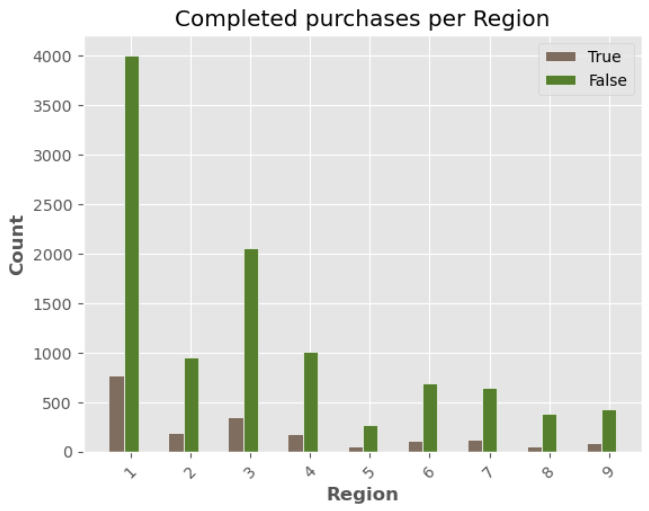 Completed purchases per Region
True
False
Count
4000
3500
3000
2500
2000
1500
1000
500
0
1 2 3 4 5 6 7 8 9
Region